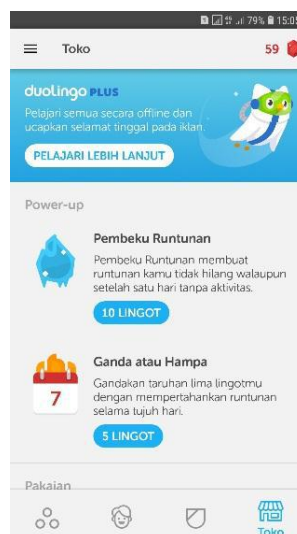 79% 15:05
Toko
59
duolingo PLUS
Pelajari semua secara offline dan
ucapkan selamat tinggal pada iklan.
PELAJARI LEBIH LANJUT
Power-up
Pembeku Runtunan
Pembeku Runtunan membuat
runtunan kamu tidak hilang walaupun
setelah satu hari tanpa aktivitas.
10 LINGOT
Ganda atau Hampa
7
Gandakan taruhan lima lingotmu
dengan mempertahankan runtunan
selama tujuh hari.
5 LINGOT
Pakaian
Toko